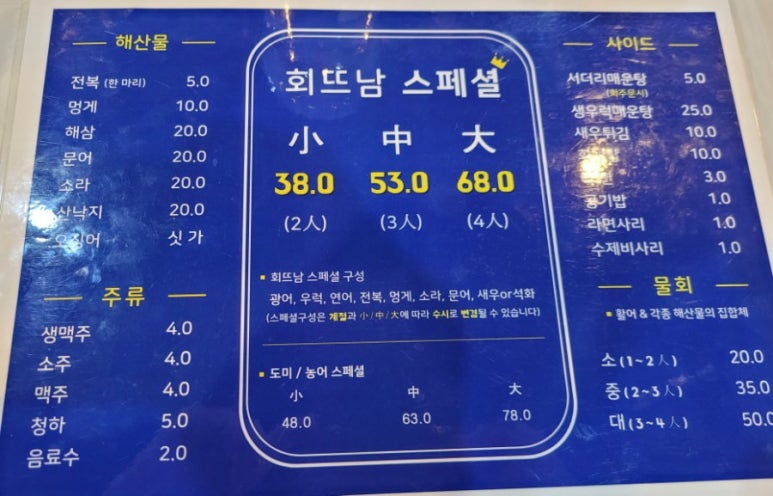 해산물
전복 (한 마리) 5.0
멍게 10.0
해삼 20.0
문어 20.0
소라 20.0
산낙지 20.0
싯가
주류
생맥주 4.0
소주 4.0
맥주 4.0
청하 5.0
음료수 2.0
회뜨남 스페셜
小 中 大
38.0 53.0 68.0
(2人) (3人) (4人)
▪ 회뜨남 스페셜 구성
광어, 우럭, 연어, 전복, 멍게, 소라, 문어, 새우or석화
(스페셜구성은 계절과 小/中/大에 따라 수시로 변경될 수 있습니다)
▪ 도미 / 농어 스페셜
小 中 大
48.0 63.0 78.0
사이드
서더리매운탕 5.0
(회주문시)
생우럭매운탕 25.0
새우튀김 10.0
10.0
3.0
공기밥 1.0
라면사리 1.0
수제비사리 1.0
물회
▪ 활어 & 각종 해산물의 집합체
소 (1~2人) 20.0
중 (2~3人) 35.0
대 (3~4人) 50.0